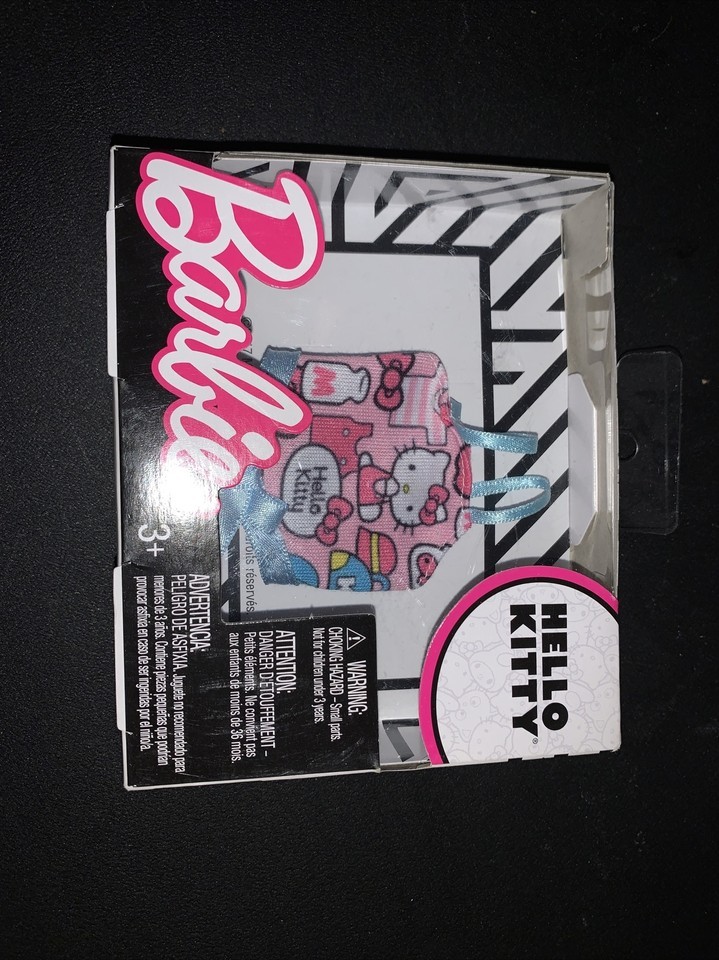 HELLO
KITTY®
Hello
Kitty
Barbie
3+
WARNING:
CHOKING HAZARD – Small parts.
Not for children under 3 years.
ATTENTION:
DANGER D'ÉTOUFFEMENT –
Petits éléments. Ne convient pas
aux enfants de moins de 36 mois.
ADVERTENCIA:
PELIGRO DE ASFIXIA. Juguete no recomendado para
menores de 3 años. Contiene piezas pequeñas que podrían
provocar asfixia en caso de ser ingeridas por el niño/a.
droits réservés